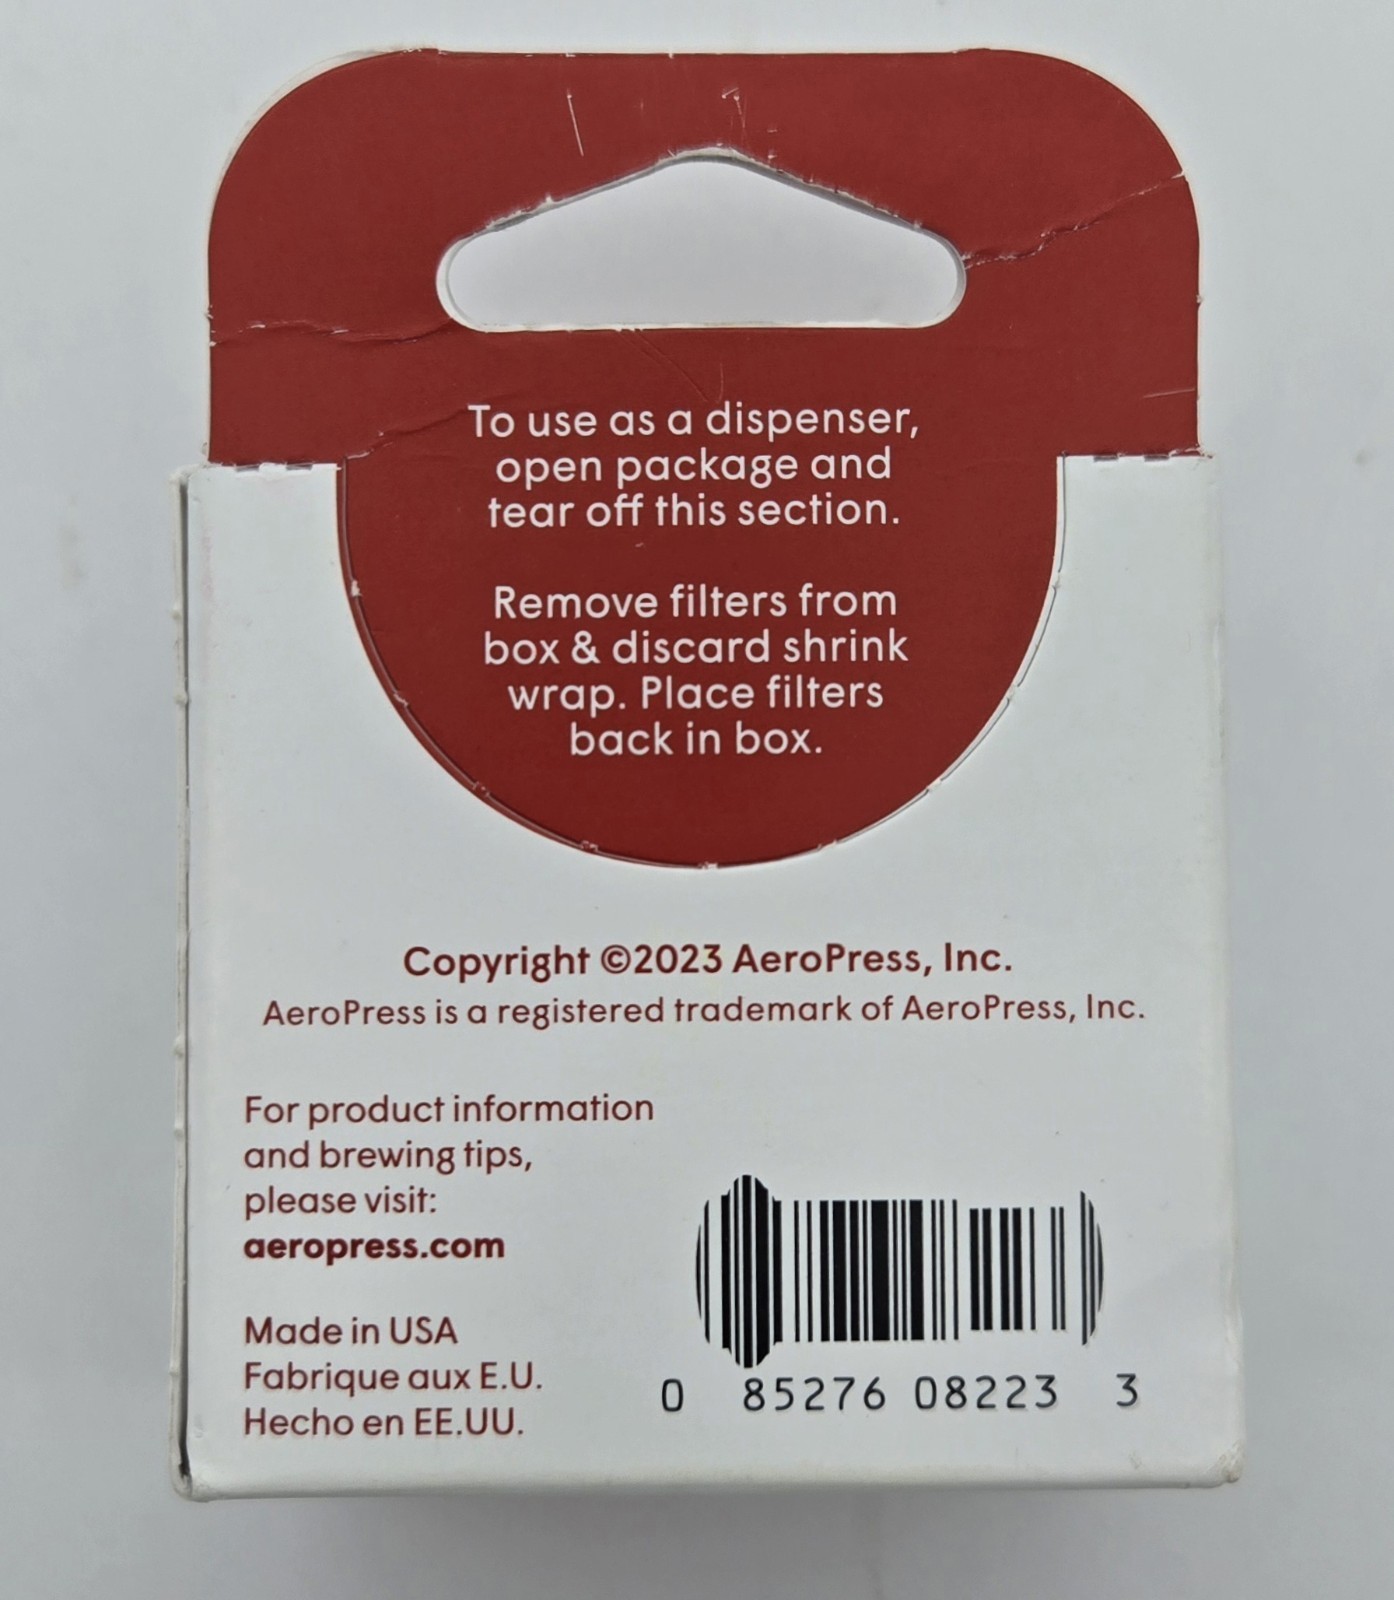 To use as a dispenser,
open package and
tear off this section.
Remove filters from
box & discard shrink
wrap. Place filters
back in box.
Copyright ©2023 AeroPress, Inc.
AeroPress is a registered trademark of AeroPress, Inc.
For product information
and brewing tips,
please visit:
aeropress.com
Made in USA
Fabrique aux E.U.
Hecho en EE.UU.
0 85276 08223 3